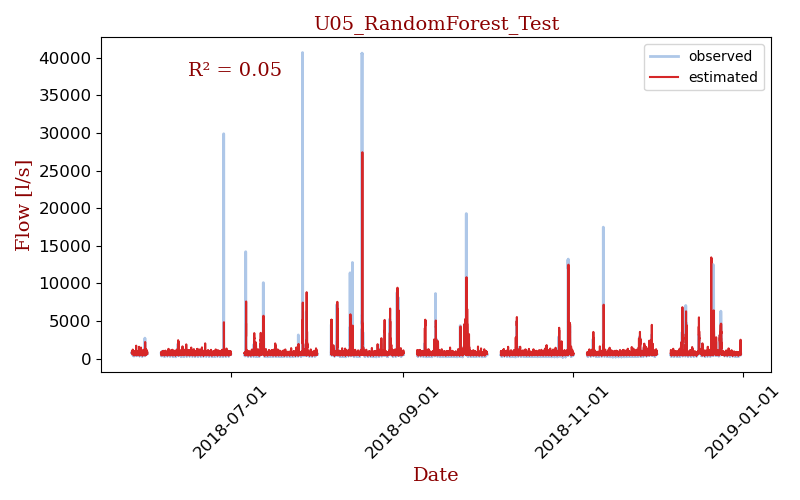 U05_RandomForest_Test
R² = 0.05
observed
estimated
40000
35000
30000
25000
20000
15000
10000
5000
0
Flow [l/s]
2018-07-01
2018-09-01
2018-11-01
2019-01-01
Date